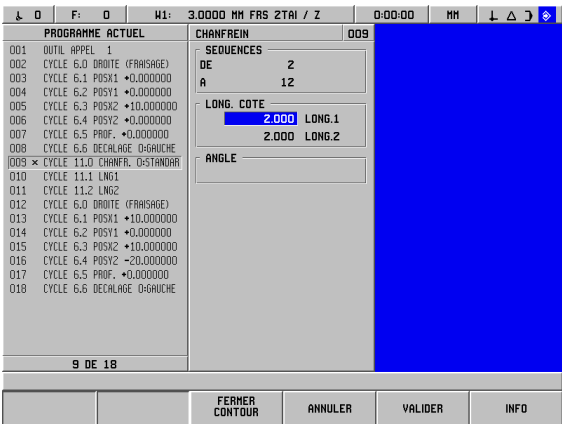 0 F: 0 W1: 3.0000 MM FRS 2TAI / Z 0:00:00 MM
PROGRAMME ACTUEL
001 OUTIL APPEL 1
002 CYCLE 6.0 DROITE (FRAISAGE)
003 CYCLE 6.1 POSX1 +0.000000
004 CYCLE 6.2 POSY1 +0.000000
005 CYCLE 6.3 POSX2 +10.000000
006 CYCLE 6.4 POSY2 +0.000000
007 CYCLE 6.5 PROF. +0.000000
008 CYCLE 6.6 DECALAGE 0:GAUCHE
009 × CYCLE 11.0 CHANFR. 0:STANDAR
010 CYCLE 11.1 LNG1
011 CYCLE 11.2 LNG2
012 CYCLE 6.0 DROITE (FRAISAGE)
013 CYCLE 6.1 POSX1 +10.000000
014 CYCLE 6.2 POSY1 +0.000000
015 CYCLE 6.3 POSX2 +10.000000
016 CYCLE 6.4 POSY2 -20.000000
017 CYCLE 6.5 PROF. +0.000000
018 CYCLE 6.6 DECALAGE 0:GAUCHE
9 DE 18
CHANFREIN 009
SEQUENCES
DE 2
A 12
LONG. COTE
2.000 LONG.1
2.000 LONG.2
ANGLE
FERMER
CONTOUR
ANNULER
VALIDER
INFO